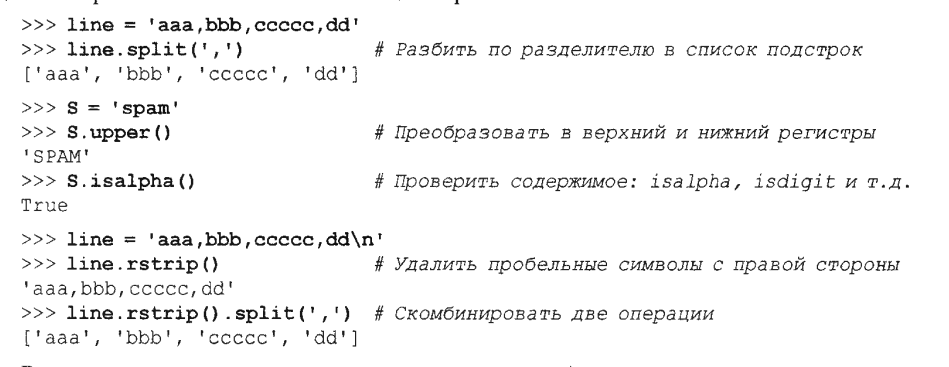 >>> line = 'aaa,bbb,ccccc,dd'
>>> line.split(',') # Разбить по разделителю в список подстрок
['aaa', 'bbb', 'ccccc', 'dd']
>>> S = 'spam'
>>> S.upper() # Преобразовать в верхний и нижний регистры
'SPAM'
>>> S.isalpha() # Проверить содержимое: isalpha, isdigit и т.д.
True
>>> line = 'aaa,bbb,ccccc,dd\n'
>>> line.rstrip() # Удалить пробельные символы с правой стороны
'aaa,bbb,ccccc,dd'
>>> line.rstrip().split(',') # Скомбинировать две операции
['aaa', 'bbb', 'ccccc', 'dd']